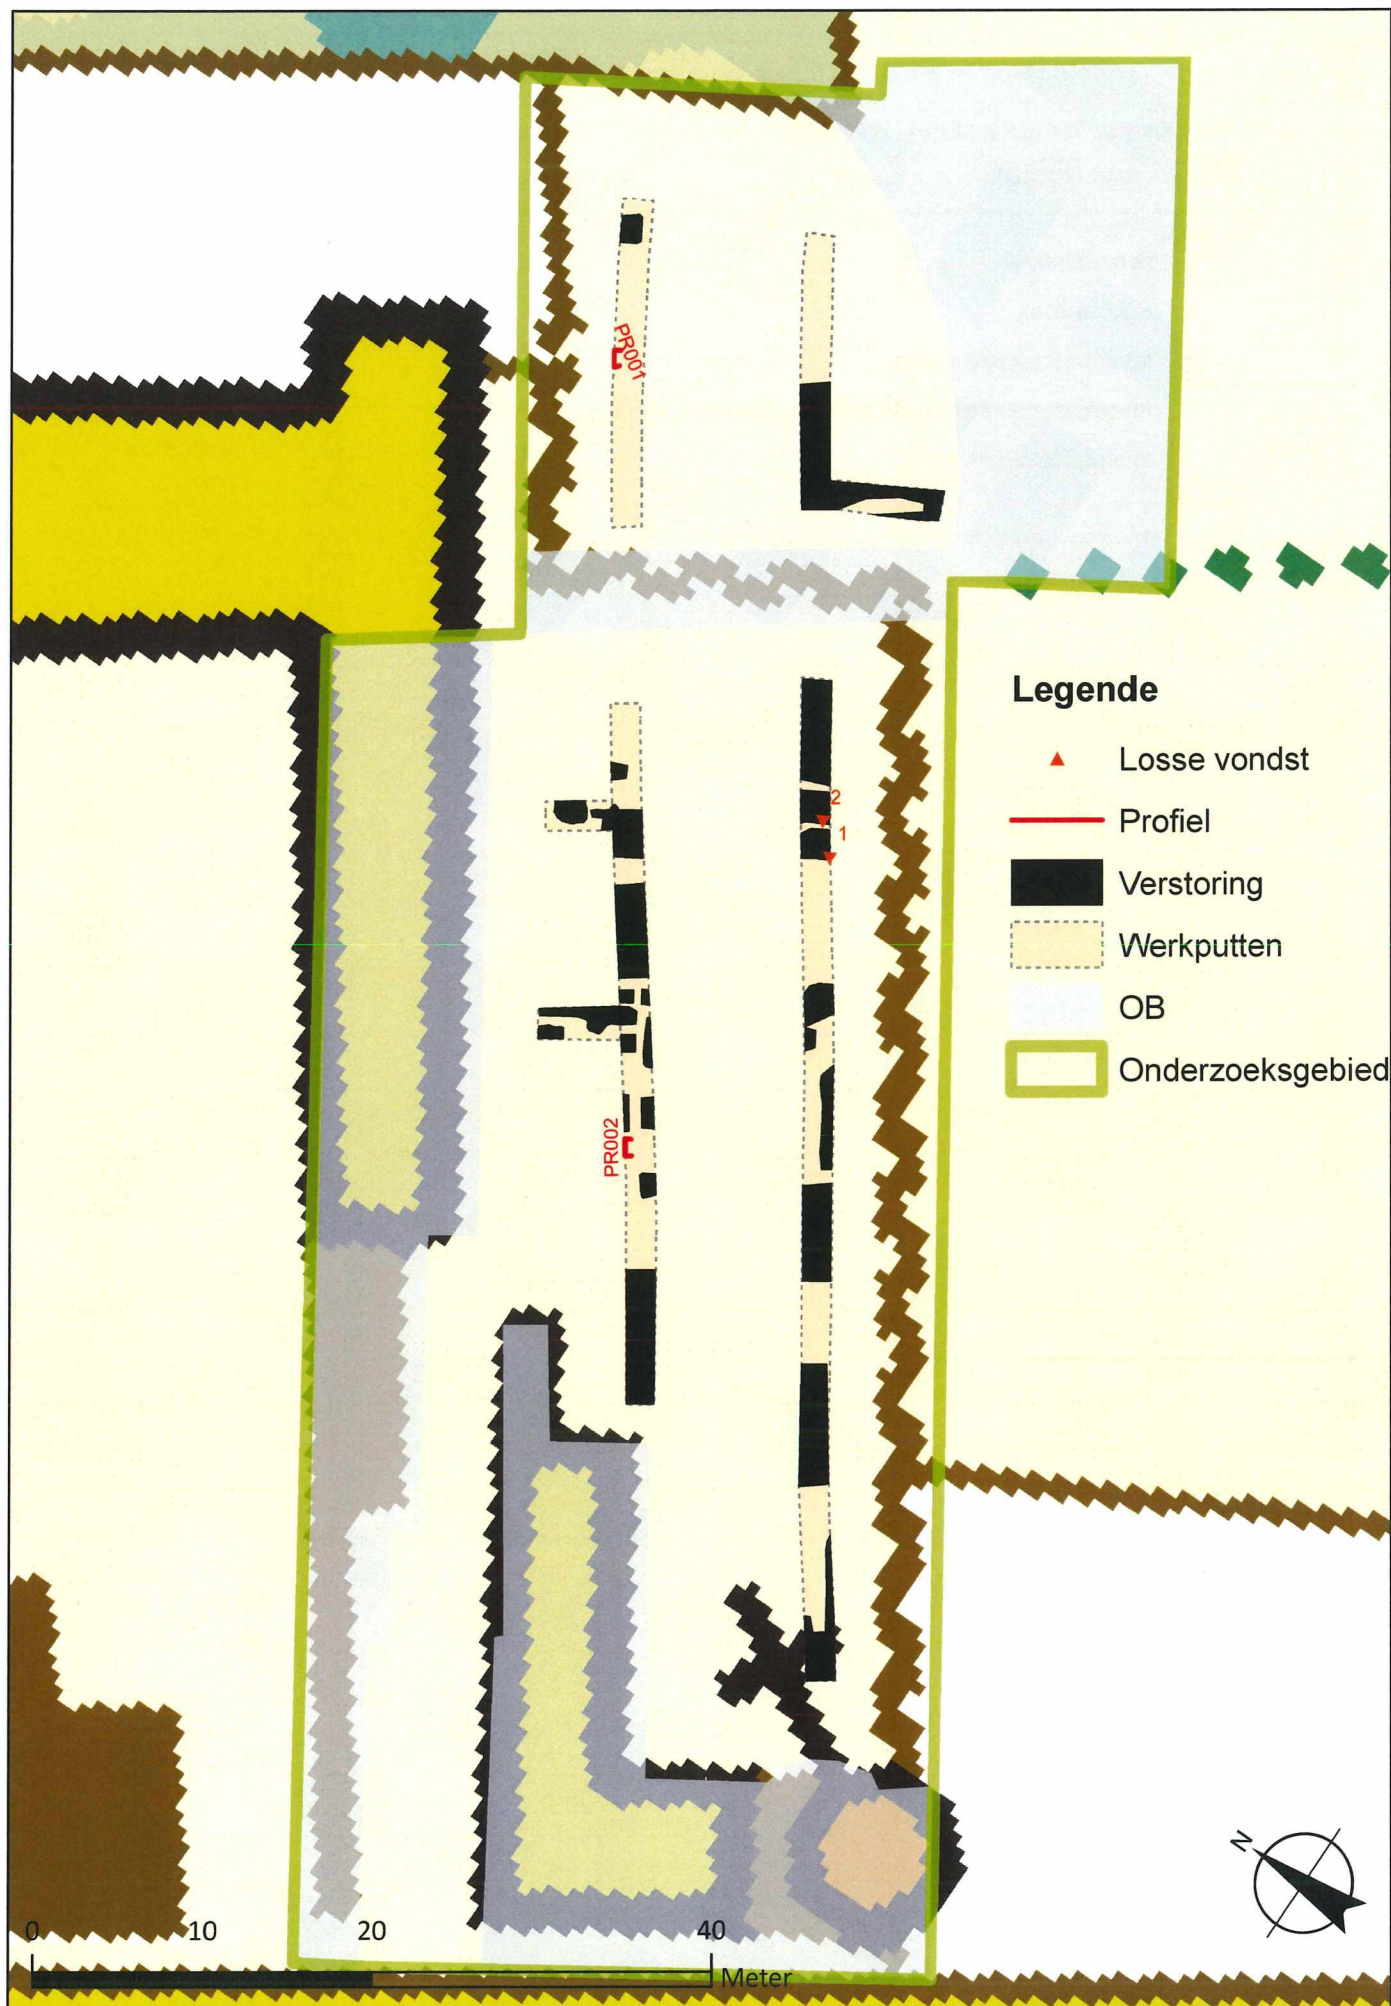 PR001
Legende
Losse vondst
2
Profiel
1
Verstoring
Werkputten
OB
Onderzoeksgebied
PR002
N
0 10 20 40
Meter